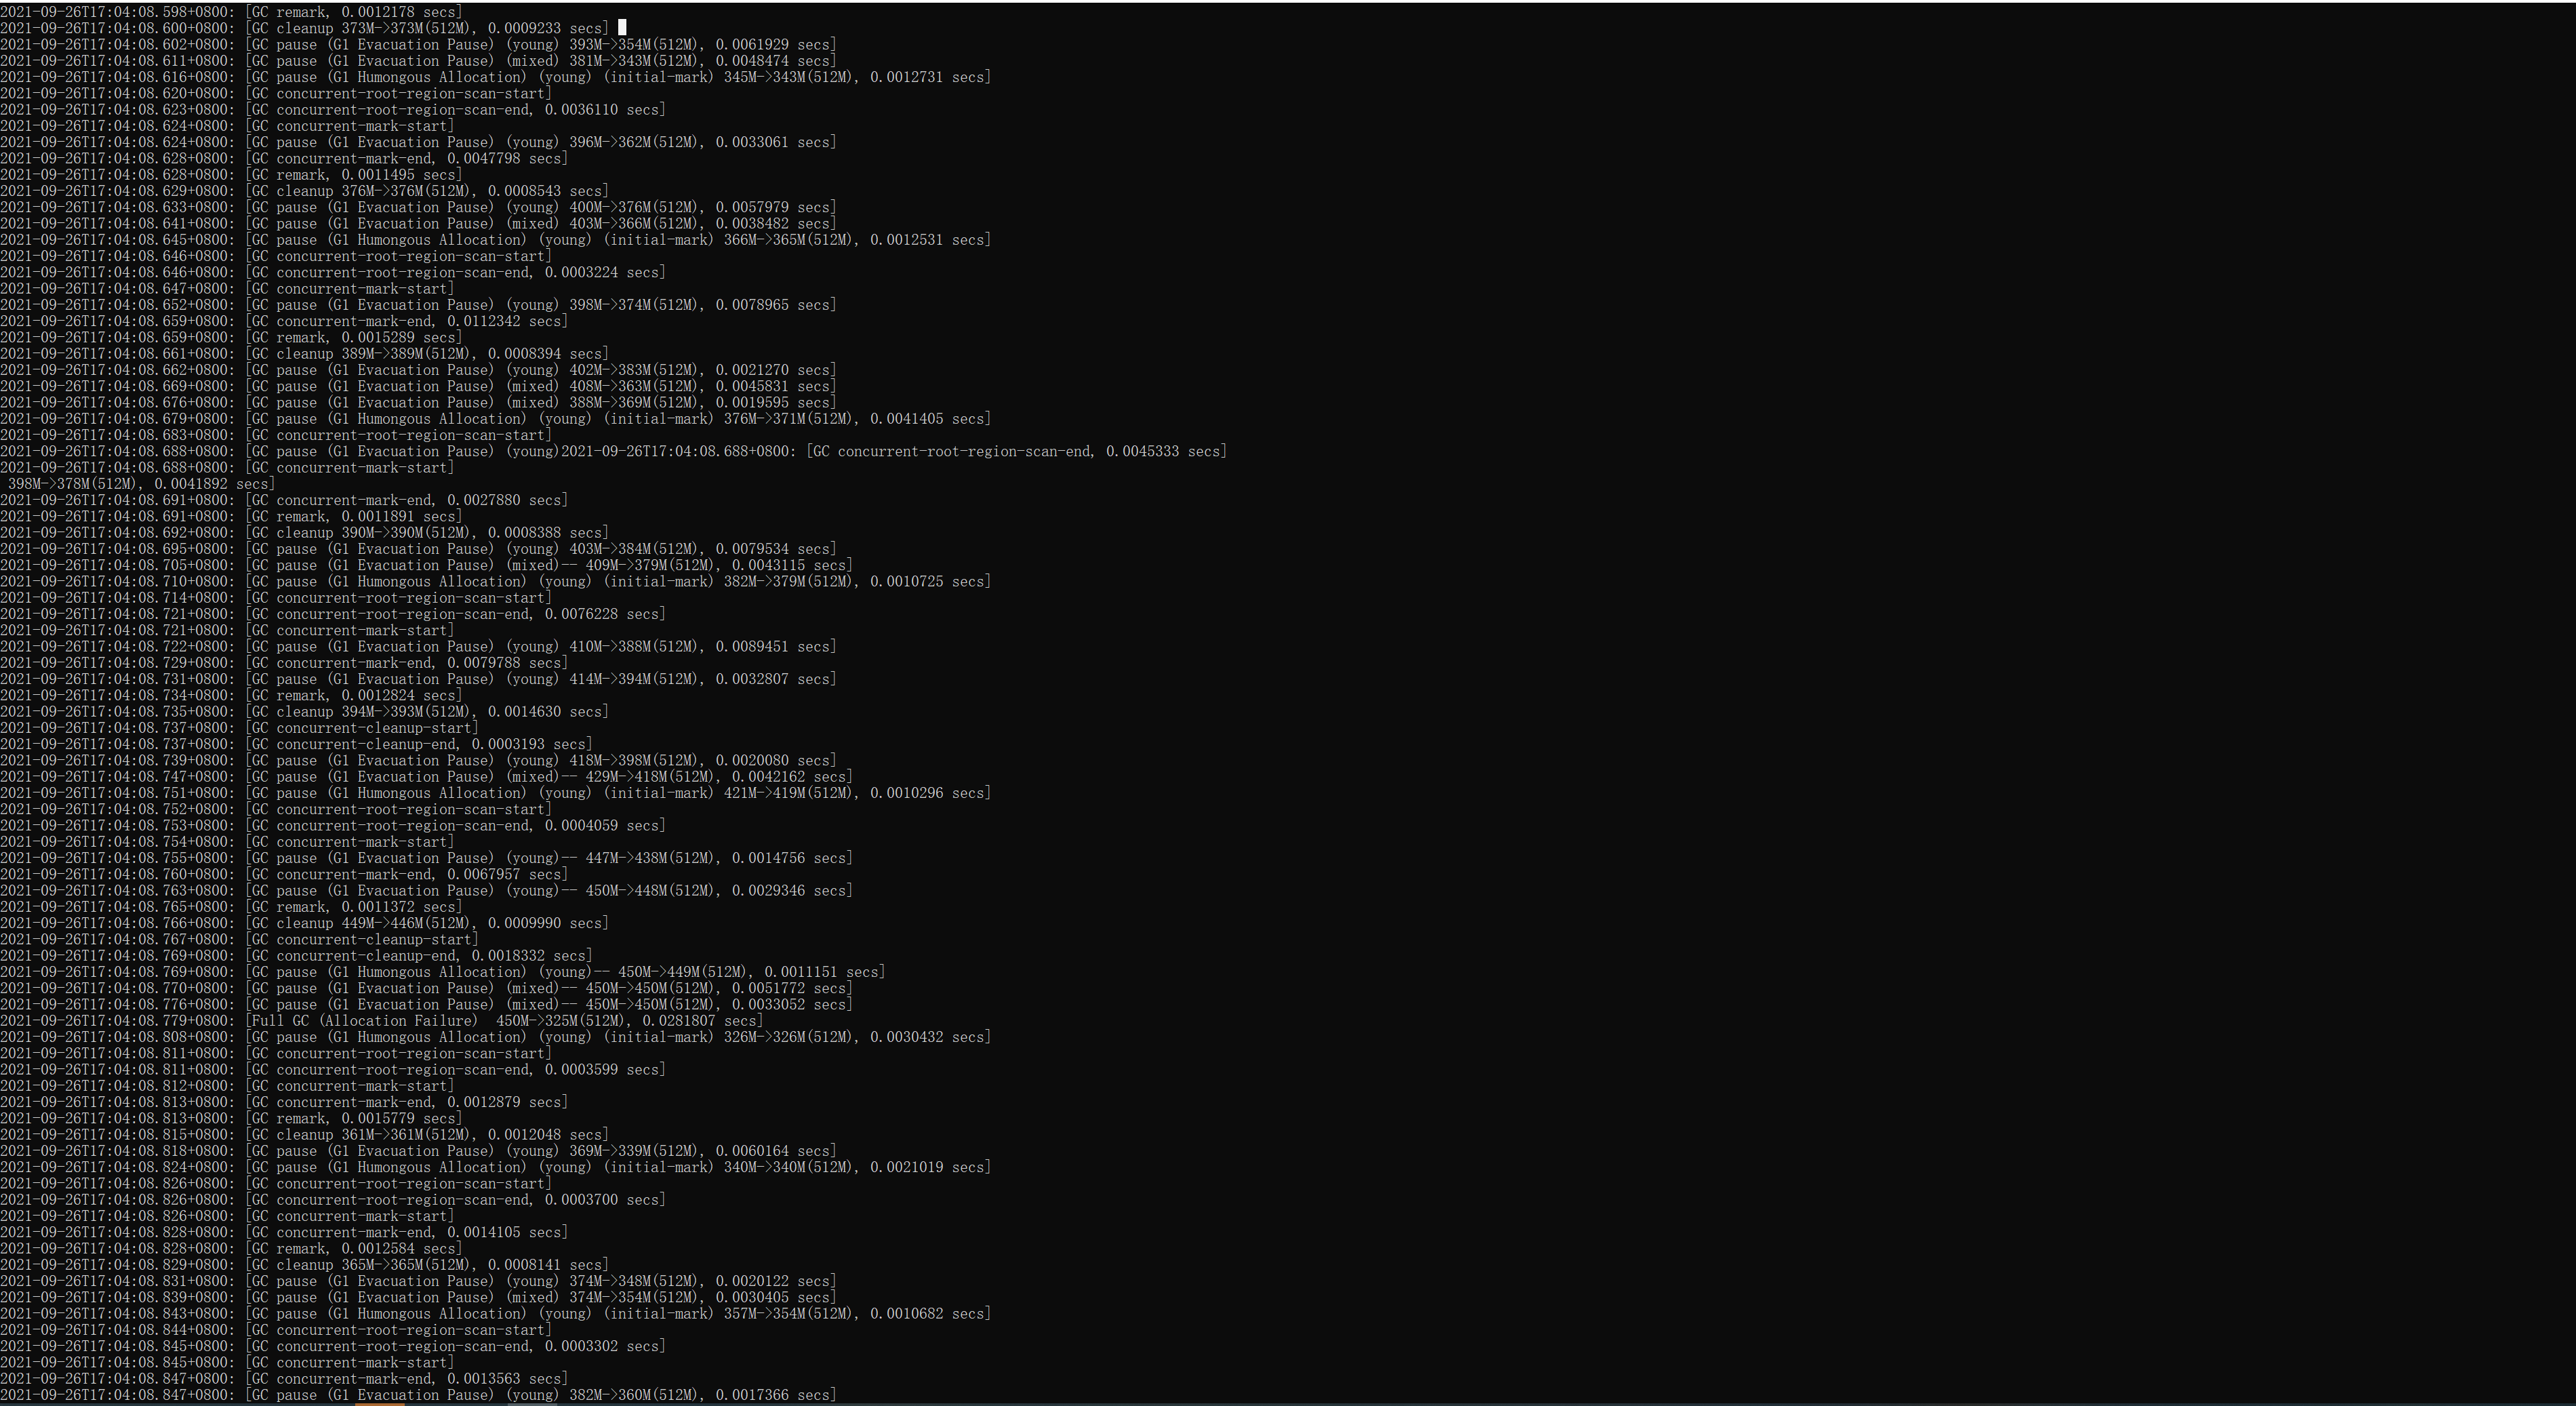 2021-09-26T17:04:08.598+0800: [GC remark, 0.0012178 secs]
2021-09-26T17:04:08.600+0800: [GC cleanup 373M->373M(512M), 0.0009233 secs]
2021-09-26T17:04:08.602+0800: [GC pause (G1 Evacuation Pause) (young) 393M->354M(512M), 0.0061929 secs]
2021-09-26T17:04:08.611+0800: [GC pause (G1 Evacuation Pause) (mixed) 381M->343M(512M), 0.0048474 secs]
2021-09-26T17:04:08.616+0800: [GC pause (G1 Humongous Allocation) (young) (initial-mark) 345M->343M(512M), 0.0012731 secs]
2021-09-26T17:04:08.620+0800: [GC concurrent-root-region-scan-start]
2021-09-26T17:04:08.623+0800: [GC concurrent-root-region-scan-end, 0.0036110 secs]
2021-09-26T17:04:08.624+0800: [GC concurrent-mark-start]
2021-09-26T17:04:08.624+0800: [GC pause (G1 Evacuation Pause) (young) 396M->362M(512M), 0.0033061 secs]
2021-09-26T17:04:08.628+0800: [GC concurrent-mark-end, 0.0047798 secs]
2021-09-26T17:04:08.628+0800: [GC remark, 0.0011495 secs]
2021-09-26T17:04:08.629+0800: [GC cleanup 376M->376M(512M), 0.0008543 secs]
2021-09-26T17:04:08.633+0800: [GC pause (G1 Evacuation Pause) (young) 400M->376M(512M), 0.0057979 secs]
2021-09-26T17:04:08.641+0800: [GC pause (G1 Evacuation Pause) (mixed) 403M->366M(512M), 0.0038482 secs]
2021-09-26T17:04:08.645+0800: [GC pause (G1 Humongous Allocation) (young) (initial-mark) 366M->365M(512M), 0.0012531 secs]
2021-09-26T17:04:08.646+0800: [GC concurrent-root-region-scan-start]
2021-09-26T17:04:08.646+0800: [GC concurrent-root-region-scan-end, 0.0003224 secs]
2021-09-26T17:04:08.647+0800: [GC concurrent-mark-start]
2021-09-26T17:04:08.652+0800: [GC pause (G1 Evacuation Pause) (young) 398M->374M(512M), 0.0078965 secs]
2021-09-26T17:04:08.659+0800: [GC concurrent-mark-end, 0.0112342 secs]
2021-09-26T17:04:08.659+0800: [GC remark, 0.0015289 secs]
2021-09-26T17:04:08.661+0800: [GC cleanup 389M->389M(512M), 0.0008394 secs]
2021-09-26T17:04:08.662+0800: [GC pause (G1 Evacuation Pause) (young) 402M->383M(512M), 0.0021270 secs]
2021-09-26T17:04:08.669+0800: [GC pause (G1 Evacuation Pause) (mixed) 408M->363M(512M), 0.0045831 secs]
2021-09-26T17:04:08.676+0800: [GC pause (G1 Evacuation Pause) (mixed) 388M->369M(512M), 0.0019595 secs]
2021-09-26T17:04:08.679+0800: [GC pause (G1 Humongous Allocation) (young) (initial-mark) 376M->371M(512M), 0.0041405 secs]
2021-09-26T17:04:08.683+0800: [GC concurrent-root-region-scan-start]
2021-09-26T17:04:08.688+0800: [GC pause (G1 Evacuation Pause) (young)2021-09-26T17:04:08.688+0800: [GC concurrent-root-region-scan-end, 0.0045333 secs]
2021-09-26T17:04:08.688+0800: [GC concurrent-mark-start]
398M->378M(512M), 0.0041892 secs]
2021-09-26T17:04:08.691+0800: [GC concurrent-mark-end, 0.0027880 secs]
2021-09-26T17:04:08.691+0800: [GC remark, 0.0011891 secs]
2021-09-26T17:04:08.692+0800: [GC cleanup 390M->390M(512M), 0.0008388 secs]
2021-09-26T17:04:08.695+0800: [GC pause (G1 Evacuation Pause) (young) 403M->384M(512M), 0.0079534 secs]
2021-09-26T17:04:08.705+0800: [GC pause (G1 Evacuation Pause) (mixed)-- 409M->379M(512M), 0.0043115 secs]
2021-09-26T17:04:08.710+0800: [GC pause (G1 Humongous Allocation) (young) (initial-mark) 382M->379M(512M), 0.0010725 secs]
2021-09-26T17:04:08.714+0800: [GC concurrent-root-region-scan-start]
2021-09-26T17:04:08.721+0800: [GC concurrent-root-region-scan-end, 0.0076228 secs]
2021-09-26T17:04:08.721+0800: [GC concurrent-mark-start]
2021-09-26T17:04:08.722+0800: [GC pause (G1 Evacuation Pause) (young) 410M->388M(512M), 0.0089451 secs]
2021-09-26T17:04:08.729+0800: [GC concurrent-mark-end, 0.0079788 secs]
2021-09-26T17:04:08.731+0800: [GC pause (G1 Evacuation Pause) (young) 414M->394M(512M), 0.0032807 secs]
2021-09-26T17:04:08.734+0800: [GC remark, 0.0012824 secs]
2021-09-26T17:04:08.735+0800: [GC cleanup 394M->393M(512M), 0.0014630 secs]
2021-09-26T17:04:08.737+0800: [GC concurrent-cleanup-start]
2021-09-26T17:04:08.737+0800: [GC concurrent-cleanup-end, 0.0003193 secs]
2021-09-26T17:04:08.739+0800: [GC pause (G1 Evacuation Pause) (young) 418M->398M(512M), 0.0020080 secs]
2021-09-26T17:04:08.747+0800: [GC pause (G1 Evacuation Pause) (mixed)-- 429M->418M(512M), 0.0042162 secs]
2021-09-26T17:04:08.751+0800: [GC pause (G1 Humongous Allocation) (young) (initial-mark) 421M->419M(512M), 0.0010296 secs]
2021-09-26T17:04:08.752+0800: [GC concurrent-root-region-scan-start]
2021-09-26T17:04:08.753+0800: [GC concurrent-root-region-scan-end, 0.0004059 secs]
2021-09-26T17:04:08.754+0800: [GC concurrent-mark-start]
2021-09-26T17:04:08.755+0800: [GC pause (G1 Evacuation Pause) (young)-- 447M->438M(512M), 0.0014756 secs]
2021-09-26T17:04:08.760+0800: [GC concurrent-mark-end, 0.0067957 secs]
2021-09-26T17:04:08.763+0800: [GC pause (G1 Evacuation Pause) (young)-- 450M->448M(512M), 0.0029346 secs]
2021-09-26T17:04:08.765+0800: [GC remark, 0.0011372 secs]
2021-09-26T17:04:08.766+0800: [GC cleanup 449M->446M(512M), 0.0009990 secs]
2021-09-26T17:04:08.767+0800: [GC concurrent-cleanup-start]
2021-09-26T17:04:08.769+0800: [GC concurrent-cleanup-end, 0.0018332 secs]
2021-09-26T17:04:08.769+0800: [GC pause (G1 Humongous Allocation) (young)-- 450M->449M(512M), 0.0011151 secs]
2021-09-26T17:04:08.770+0800: [GC pause (G1 Evacuation Pause) (mixed)-- 450M->450M(512M), 0.0051772 secs]
2021-09-26T17:04:08.776+0800: [GC pause (G1 Evacuation Pause) (mixed)-- 450M->450M(512M), 0.0033052 secs]
2021-09-26T17:04:08.779+0800: [Full GC (Allocation Failure)  450M->325M(512M), 0.0281807 secs]
2021-09-26T17:04:08.808+0800: [GC pause (G1 Humongous Allocation) (young) (initial-mark) 326M->326M(512M), 0.0030432 secs]
2021-09-26T17:04:08.811+0800: [GC concurrent-root-region-scan-start]
2021-09-26T17:04:08.811+0800: [GC concurrent-root-region-scan-end, 0.0003599 secs]
2021-09-26T17:04:08.812+0800: [GC concurrent-mark-start]
2021-09-26T17:04:08.813+0800: [GC concurrent-mark-end, 0.0012879 secs]
2021-09-26T17:04:08.813+0800: [GC remark, 0.0015779 secs]
2021-09-26T17:04:08.815+0800: [GC cleanup 361M->361M(512M), 0.0012048 secs]
2021-09-26T17:04:08.818+0800: [GC pause (G1 Evacuation Pause) (young) 369M->339M(512M), 0.0060164 secs]
2021-09-26T17:04:08.824+0800: [GC pause (G1 Humongous Allocation) (young) (initial-mark) 340M->340M(512M), 0.0021019 secs]
2021-09-26T17:04:08.826+0800: [GC concurrent-root-region-scan-start]
2021-09-26T17:04:08.826+0800: [GC concurrent-root-region-scan-end, 0.0003700 secs]
2021-09-26T17:04:08.826+0800: [GC concurrent-mark-start]
2021-09-26T17:04:08.828+0800: [GC concurrent-mark-end, 0.0014105 secs]
2021-09-26T17:04:08.828+0800: [GC remark, 0.0012584 secs]
2021-09-26T17:04:08.829+0800: [GC cleanup 365M->365M(512M), 0.0008141 secs]
2021-09-26T17:04:08.831+0800: [GC pause (G1 Evacuation Pause) (young) 374M->348M(512M), 0.0020122 secs]
2021-09-26T17:04:08.839+0800: [GC pause (G1 Evacuation Pause) (mixed) 374M->354M(512M), 0.0030405 secs]
2021-09-26T17:04:08.843+0800: [GC pause (G1 Humongous Allocation) (young) (initial-mark) 357M->354M(512M), 0.0010682 secs]
2021-09-26T17:04:08.844+0800: [GC concurrent-root-region-scan-start]
2021-09-26T17:04:08.845+0800: [GC concurrent-root-region-scan-end, 0.0003302 secs]
2021-09-26T17:04:08.845+0800: [GC concurrent-mark-start]
2021-09-26T17:04:08.847+0800: [GC concurrent-mark-end, 0.0013563 secs]
2021-09-26T17:04:08.847+0800: [GC pause (G1 Evacuation Pause) (young) 382M->360M(512M), 0.0017366 secs]